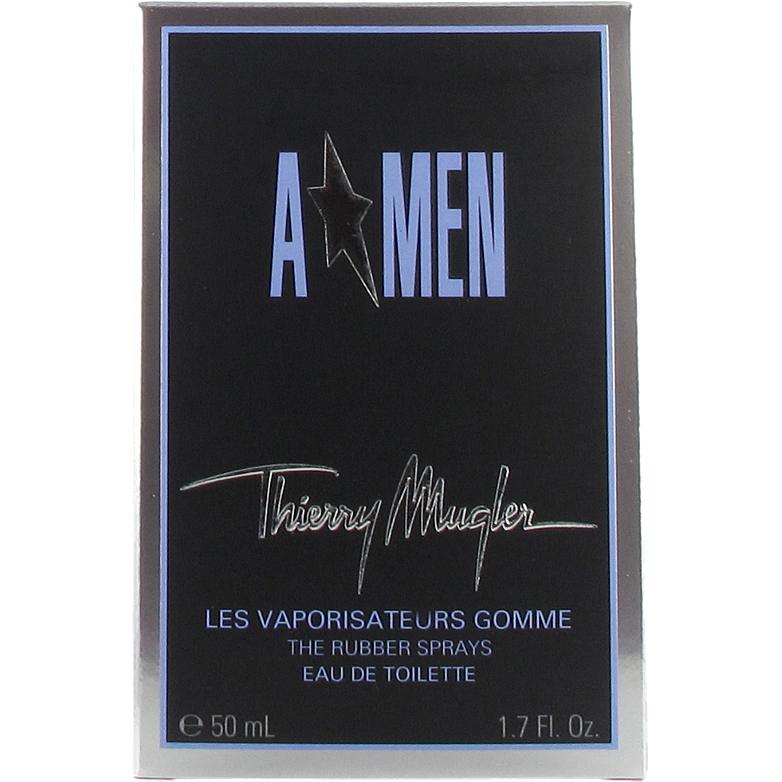 A★MEN
Thierry Mugler
LES VAPORISATEURS GOMME
THE RUBBER SPRAYS
EAU DE TOILETTE
℮ 50 mL 1.7 Fl. Oz.